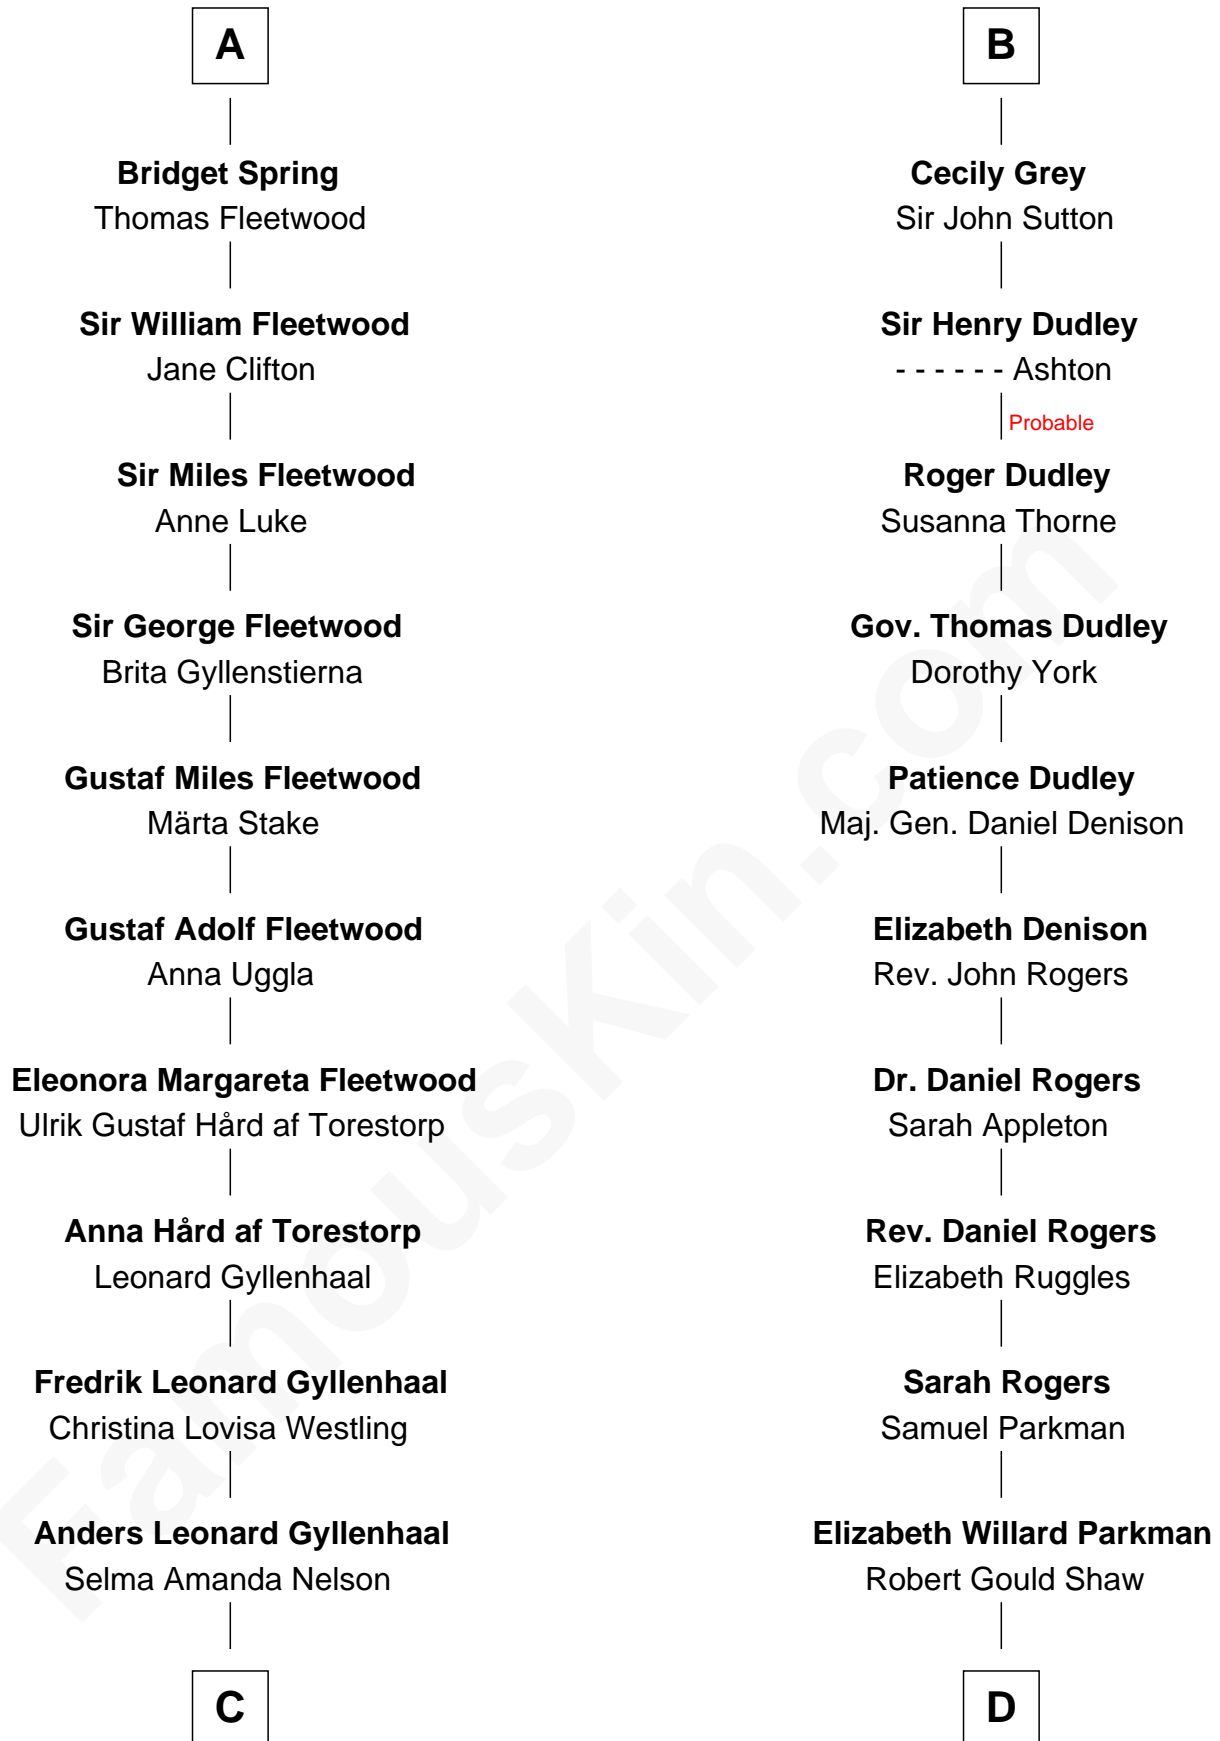 A
Bridget Spring
Thomas Fleetwood
Sir William Fleetwood
Jane Clifton
Sir Miles Fleetwood
Anne Luke
Sir George Fleetwood
Brita Gyllenstierna
Gustaf Miles Fleetwood
Märta Stake
Gustaf Adolf Fleetwood
Anna Uggla
Eleonora Margareta Fleetwood
Ulrik Gustaf Hård af Torestorp
Anna Hård af Torestorp
Leonard Gyllenhaal
Fredrik Leonard Gyllenhaal
Christina Lovisa Westling
Anders Leonard Gyllenhaal
Selma Amanda Nelson
C
B
Cecily Grey
Sir John Sutton
Sir Henry Dudley
- - - - - - Ashton
Probable
Roger Dudley
Susanna Thorne
Gov. Thomas Dudley
Dorothy York
Patience Dudley
Maj. Gen. Daniel Denison
Elizabeth Denison
Rev. John Rogers
Dr. Daniel Rogers
Sarah Appleton
Rev. Daniel Rogers
Elizabeth Ruggles
Sarah Rogers
Samuel Parkman
Elizabeth Willard Parkman
Robert Gould Shaw
D
FamousKin.com